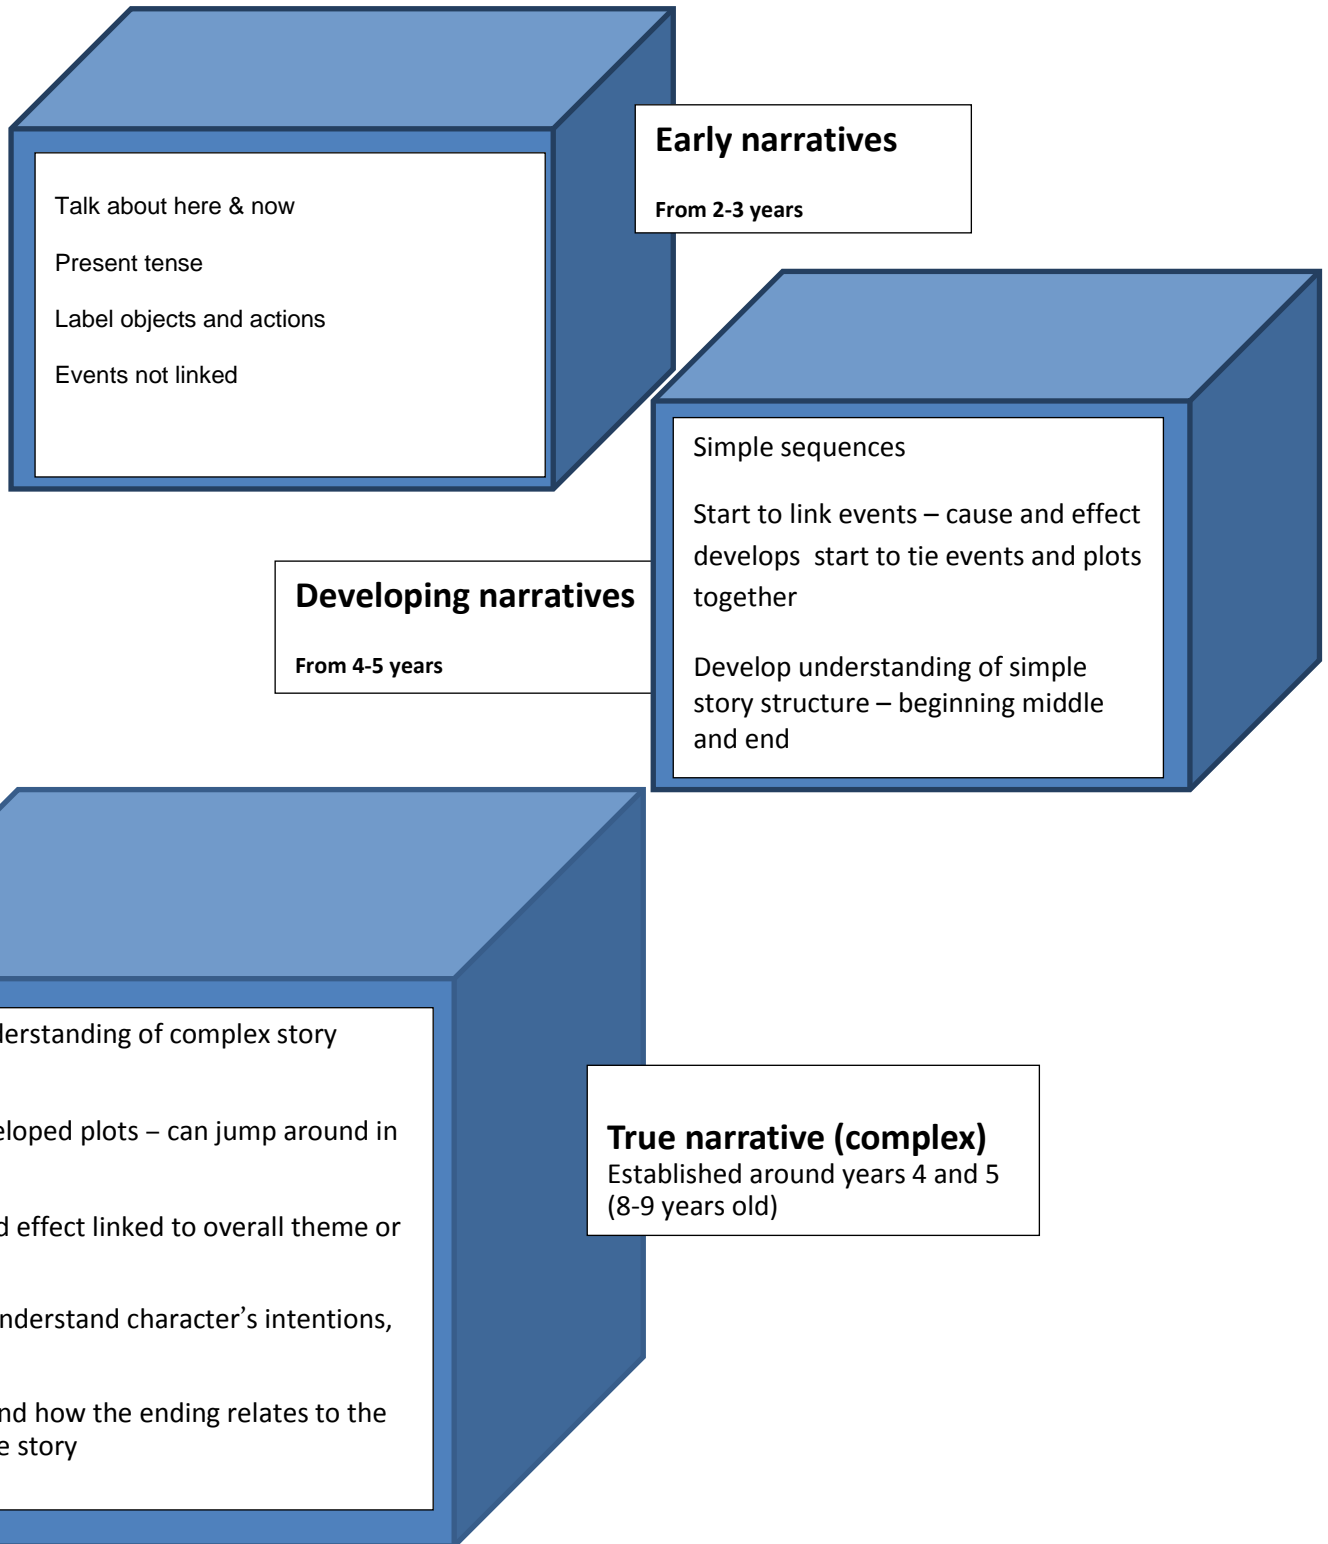 Early narratives
From 2-3 years
Talk about here & now
Present tense
Label objects and actions
Events not linked
Simple sequences
Start to link events – cause and effect
develops  start to tie events and plots
together
Develop understanding of simple
story structure – beginning middle
and end
Developing narratives
From 4-5 years
of complex story
plots – can jump around in
effect linked to overall theme or
character’s intentions,
how the ending relates to the
story
True narrative (complex)
Established around years 4 and 5
(8-9 years old)